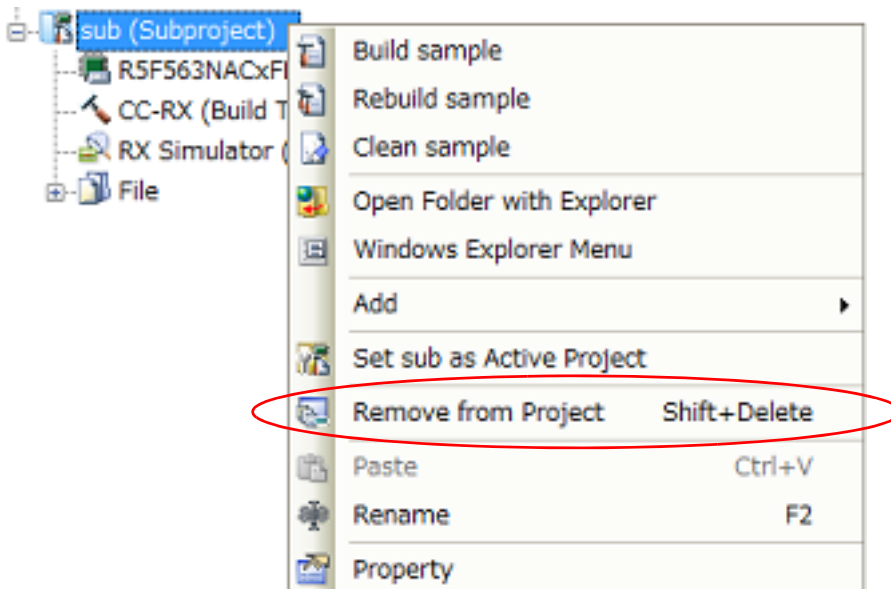 sub (Subproject)
R5F563NACxFI
CC-RX (Build T
RX Simulator (
File
Build sample
Rebuild sample
Clean sample
Open Folder with Explorer
Windows Explorer Menu
Add
Set sub as Active Project
Remove from Project Shift+Delete
Paste Ctrl+V
Rename F2
Property